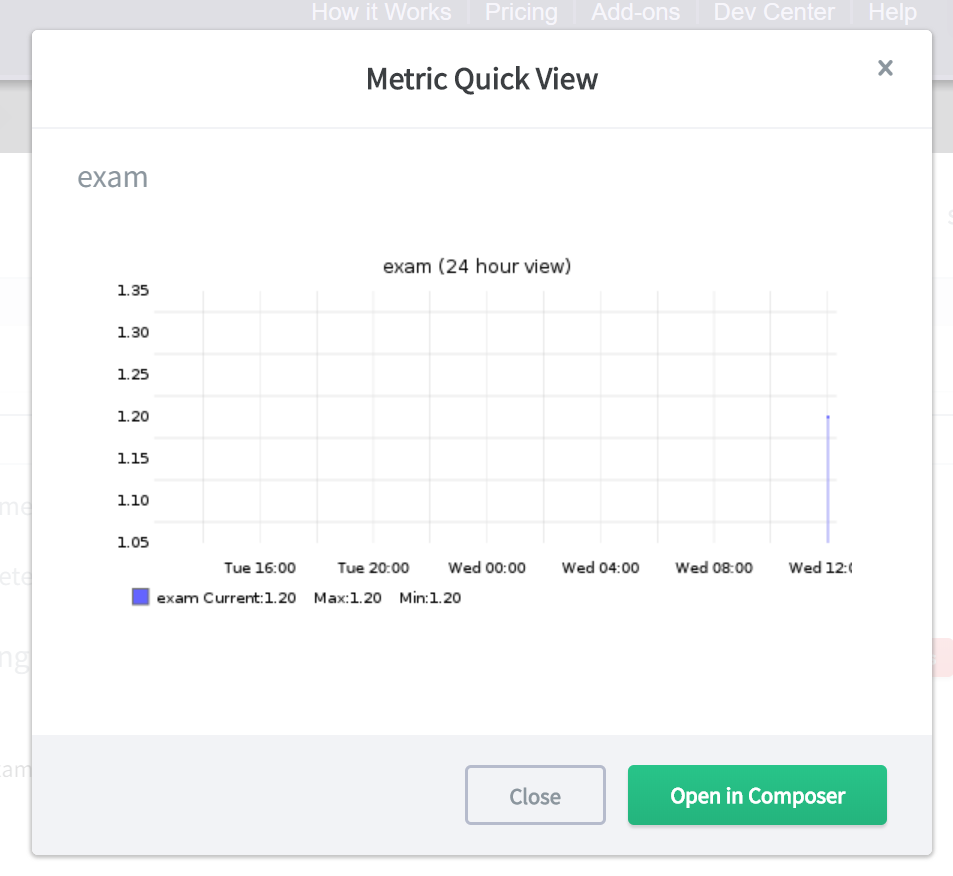 How it Works Pricing Add-ons Dev Center Help
Metric Quick View
×
exam
exam (24 hour view)
1.35
1.30
1.25
1.20
1.15
1.10
1.05
Tue 16:00 Tue 20:00 Wed 00:00 Wed 04:00 Wed 08:00 Wed 12:0
exam Current:1.20 Max:1.20 Min:1.20
Close Open in Composer